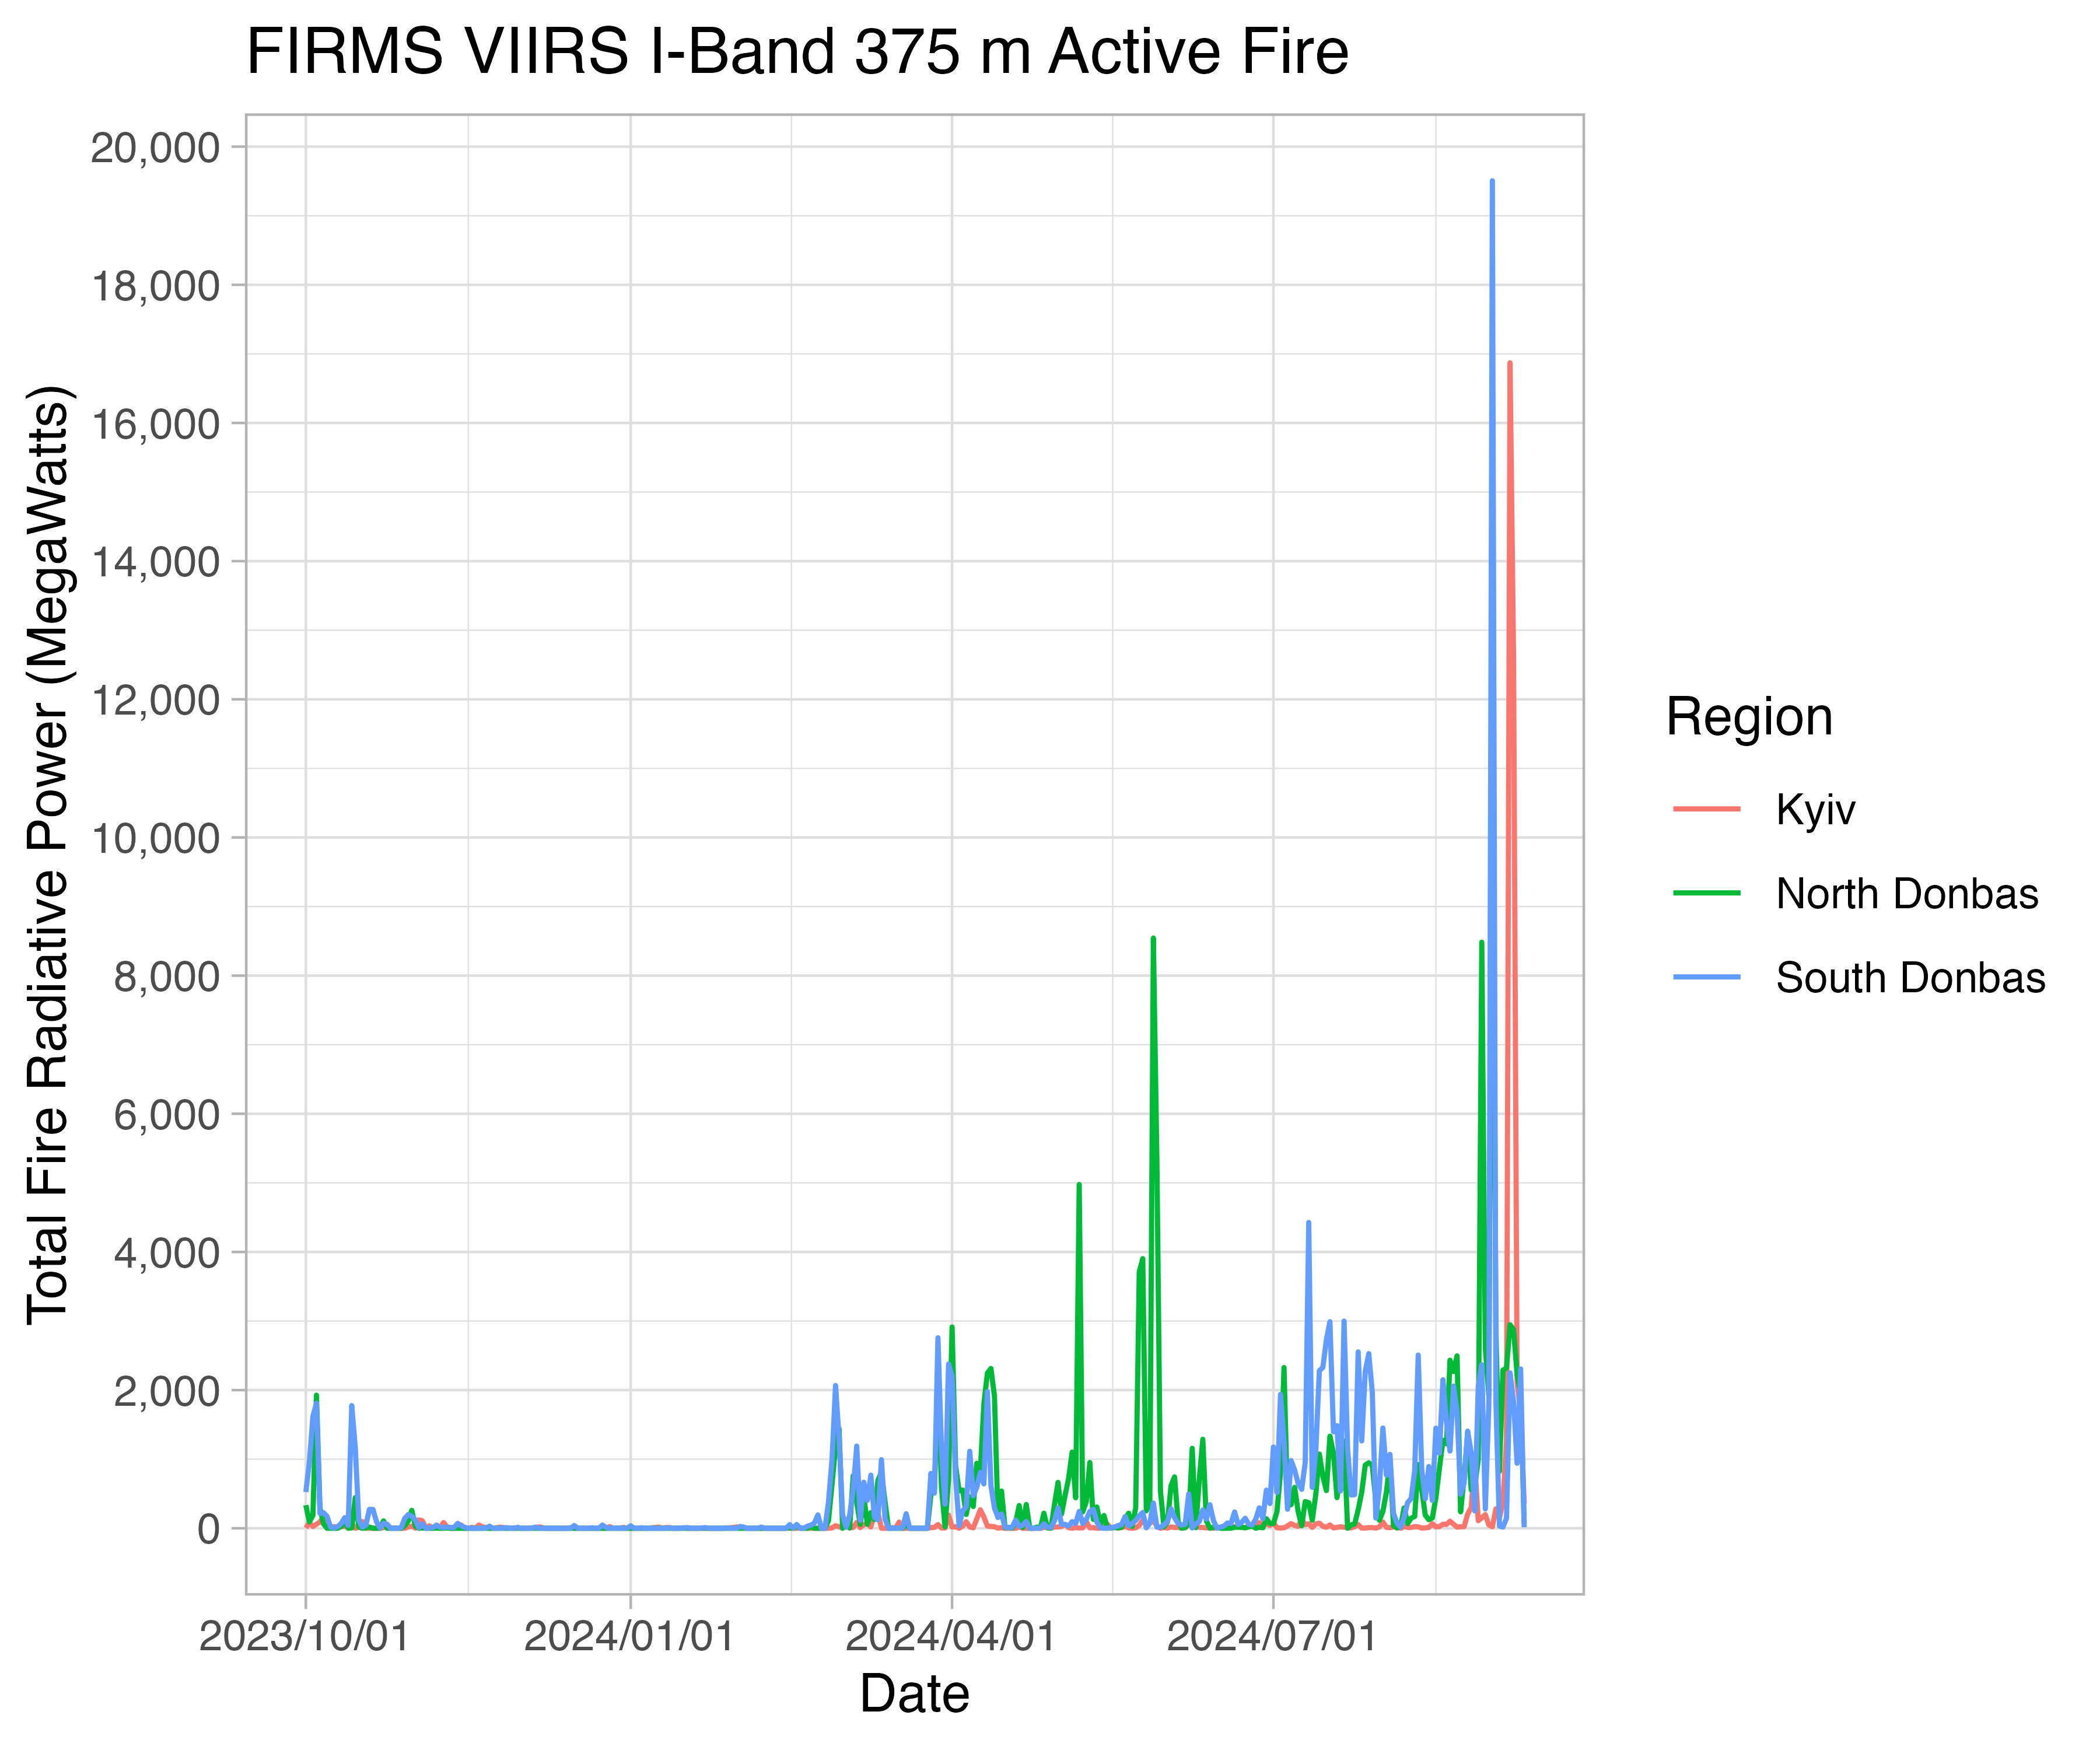 FIRMS VIIRS I-Band 375 m Active Fire
Total Fire Radiative Power (MegaWatts)
20,000
18,000
16,000
14,000
12,000
10,000
8,000
6,000
4,000
2,000
0
2023/10/01
2024/01/01
2024/04/01
2024/07/01
Date
Region
Kyiv
North Donbas
South Donbas